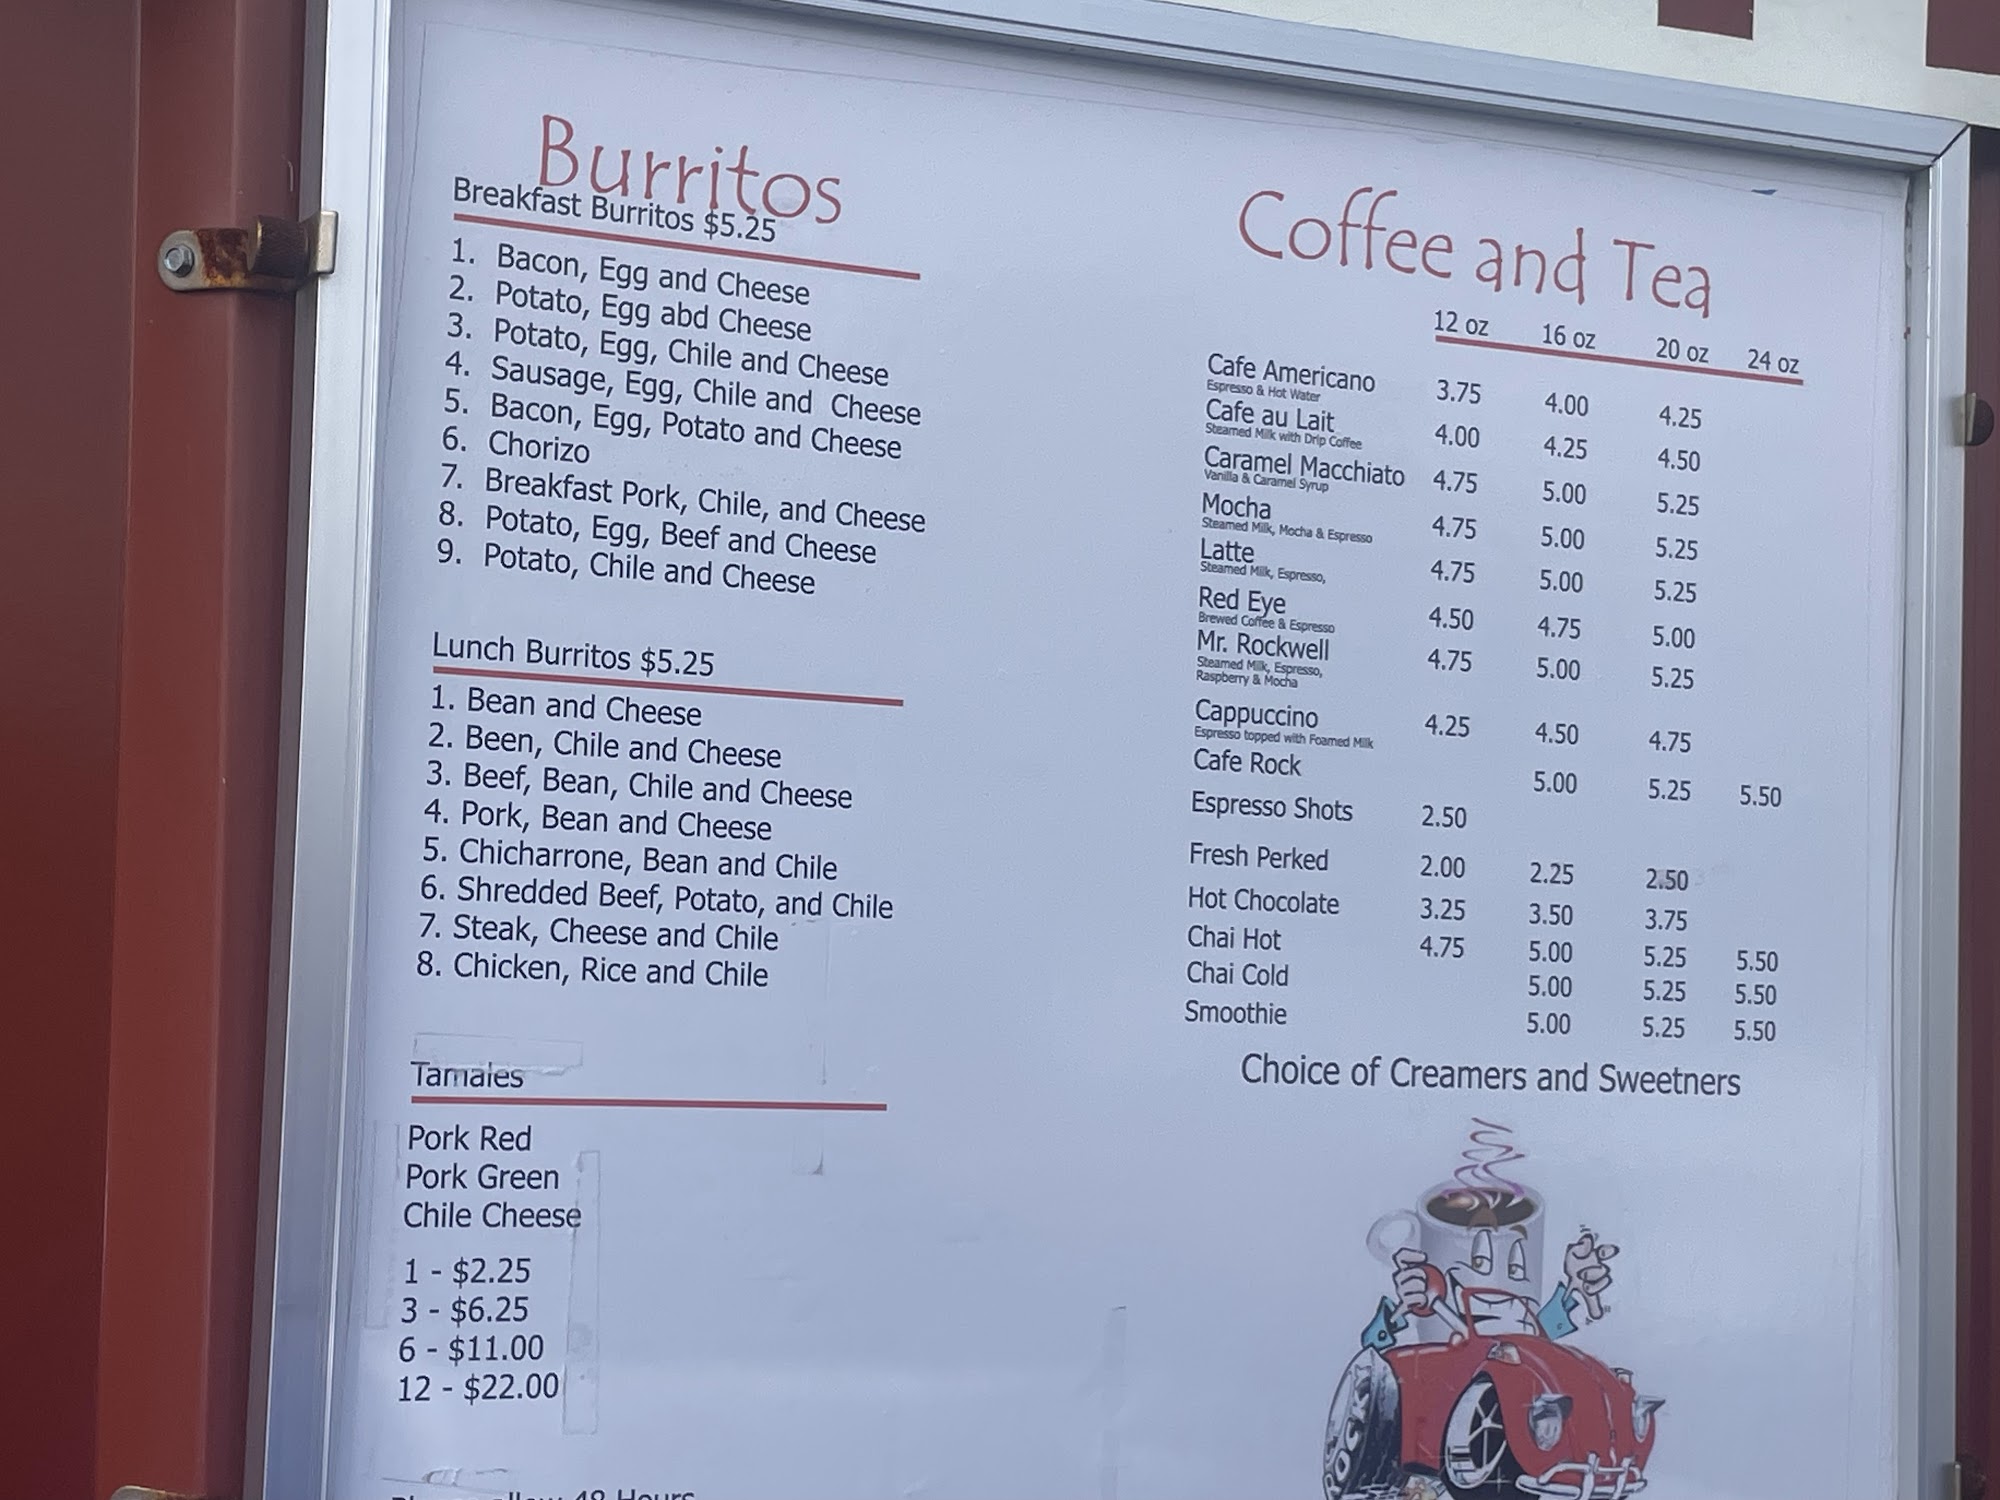 Burritos
Breakfast Burritos $5.25
1. Bacon, Egg and Cheese
2. Potato, Egg abd Cheese
3. Potato, Egg, Chile and Cheese
4. Sausage, Egg, Chile and Cheese
5. Bacon, Egg, Potato and Cheese
6. Chorizo
7. Breakfast Pork, Chile, and Cheese
8. Potato, Egg, Beef and Cheese
9. Potato, Chile and Cheese
Lunch Burritos $5.25
1. Bean and Cheese
2. Been, Chile and Cheese
3. Beef, Bean, Chile and Cheese
4. Pork, Bean and Cheese
5. Chicharrone, Bean and Chile
6. Shredded Beef, Potato, and Chile
7. Steak, Cheese and Chile
8. Chicken, Rice and Chile
Tamales
Pork Red
Pork Green
Chile Cheese
1 - $2.25
3 - $6.25
6 - $11.00
12 - $22.00
48 Hours
Coffee and Tea
12 oz 16 oz 20 oz 24 oz
Cafe Americano 3.75 4.00 4.25
Espresso & Hot Water
Cafe au Lait 4.00 4.25 4.50
Steamed Milk with Drip Coffee
Caramel Macchiato 4.75 5.00 5.25
Vanilla & Caramel Syrup
Mocha 4.75 5.00 5.25
Steamed Milk, Mocha & Espresso
Latte 4.75 5.00 5.25
Steamed Milk, Espresso,
Red Eye 4.50 4.75 5.00
Brewed Coffee & Espresso
Mr. Rockwell 4.75 5.00 5.25
Steamed Milk, Espresso,
Raspberry & Mocha
Cappuccino 4.25 4.50 4.75
Espresso topped with Foamed Milk
Cafe Rock 5.00 5.25 5.50
Espresso Shots 2.50
Fresh Perked 2.00 2.25 2.50
Hot Chocolate 3.25 3.50 3.75
Chai Hot 4.75 5.00 5.25 5.50
Chai Cold 5.00 5.25 5.50
Smoothie 5.00 5.25 5.50
Choice of Creamers and Sweetners